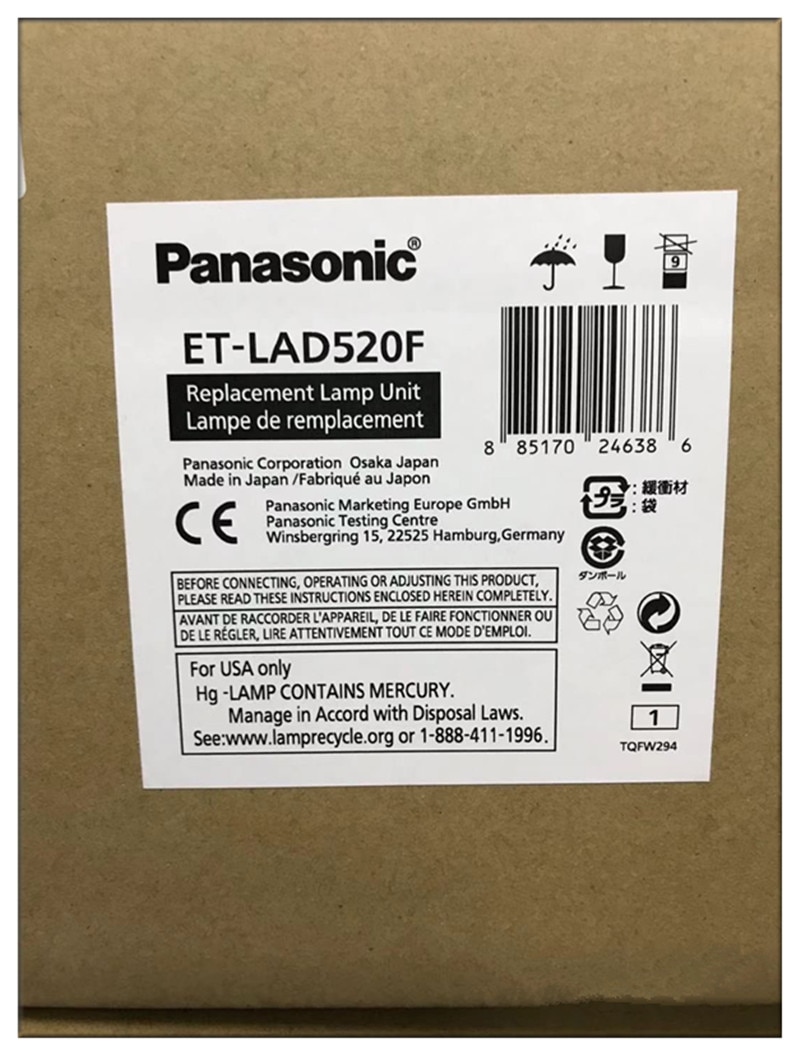 Panasonic®
9
ET-LAD520F
Replacement Lamp Unit
Lampe de remplacement
8 85170 24638 6
Panasonic Corporation Osaka Japan
Made in Japan /Fabriqué au Japon
CE
Panasonic Marketing Europe GmbH
Panasonic Testing Centre
Winsbergring 15, 22525 Hamburg,Germany
プラ : 緩衝材
: 袋
ダンボール
BEFORE CONNECTING, OPERATING OR ADJUSTING THIS PRODUCT,
PLEASE READ THESE INSTRUCTIONS ENCLOSED HEREIN COMPLETELY.
AVANT DE RACCORDER L'APPAREIL, DE LE FAIRE FONCTIONNER OU
DE LE RÉGLER, LIRE ATTENTIVEMENT TOUT CE MODE D'EMPLOI.
For USA only
Hg -LAMP CONTAINS MERCURY.
Manage in Accord with Disposal Laws.
See:www.lamprecycle.org or 1-888-411-1996.
1
TQFW294